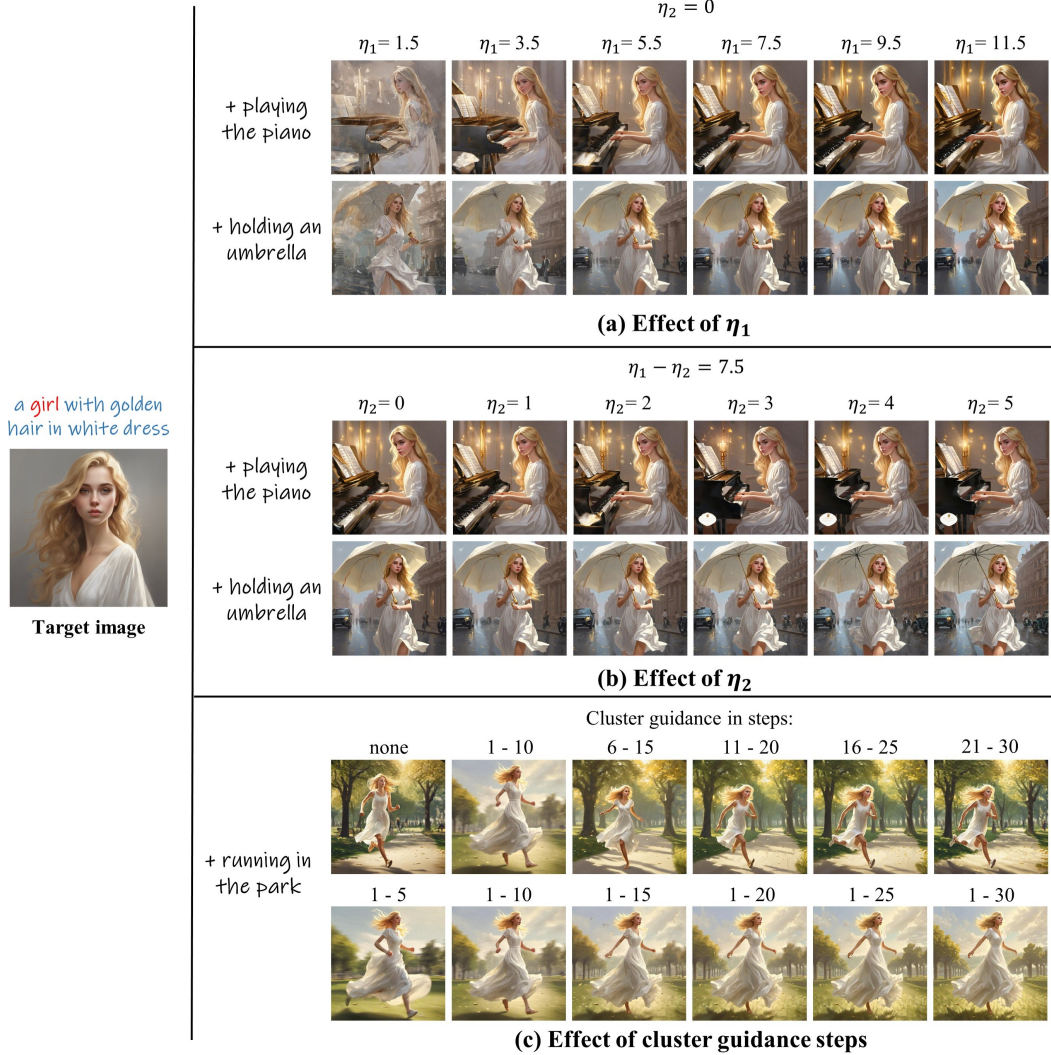 η₂ = 0
η₁= 1.5 η₁= 3.5 η₁= 5.5 η₁= 7.5 η₁= 9.5 η₁= 11.5
+ playing
the piano
+ holding an
umbrella
(a) Effect of η₁
a girl with golden
hair in white dress
Target image
η₁ − η₂ = 7.5
η₂= 0 η₂= 1 η₂= 2 η₂= 3 η₂= 4 η₂= 5
+ playing
the piano
+ holding an
umbrella
(b) Effect of η₂
Cluster guidance in steps:
none 1 - 10 6 - 15 11 - 20 16 - 25 21 - 30
+ running in
the park
1 - 5 1 - 10 1 - 15 1 - 20 1 - 25 1 - 30
(c) Effect of cluster guidance steps